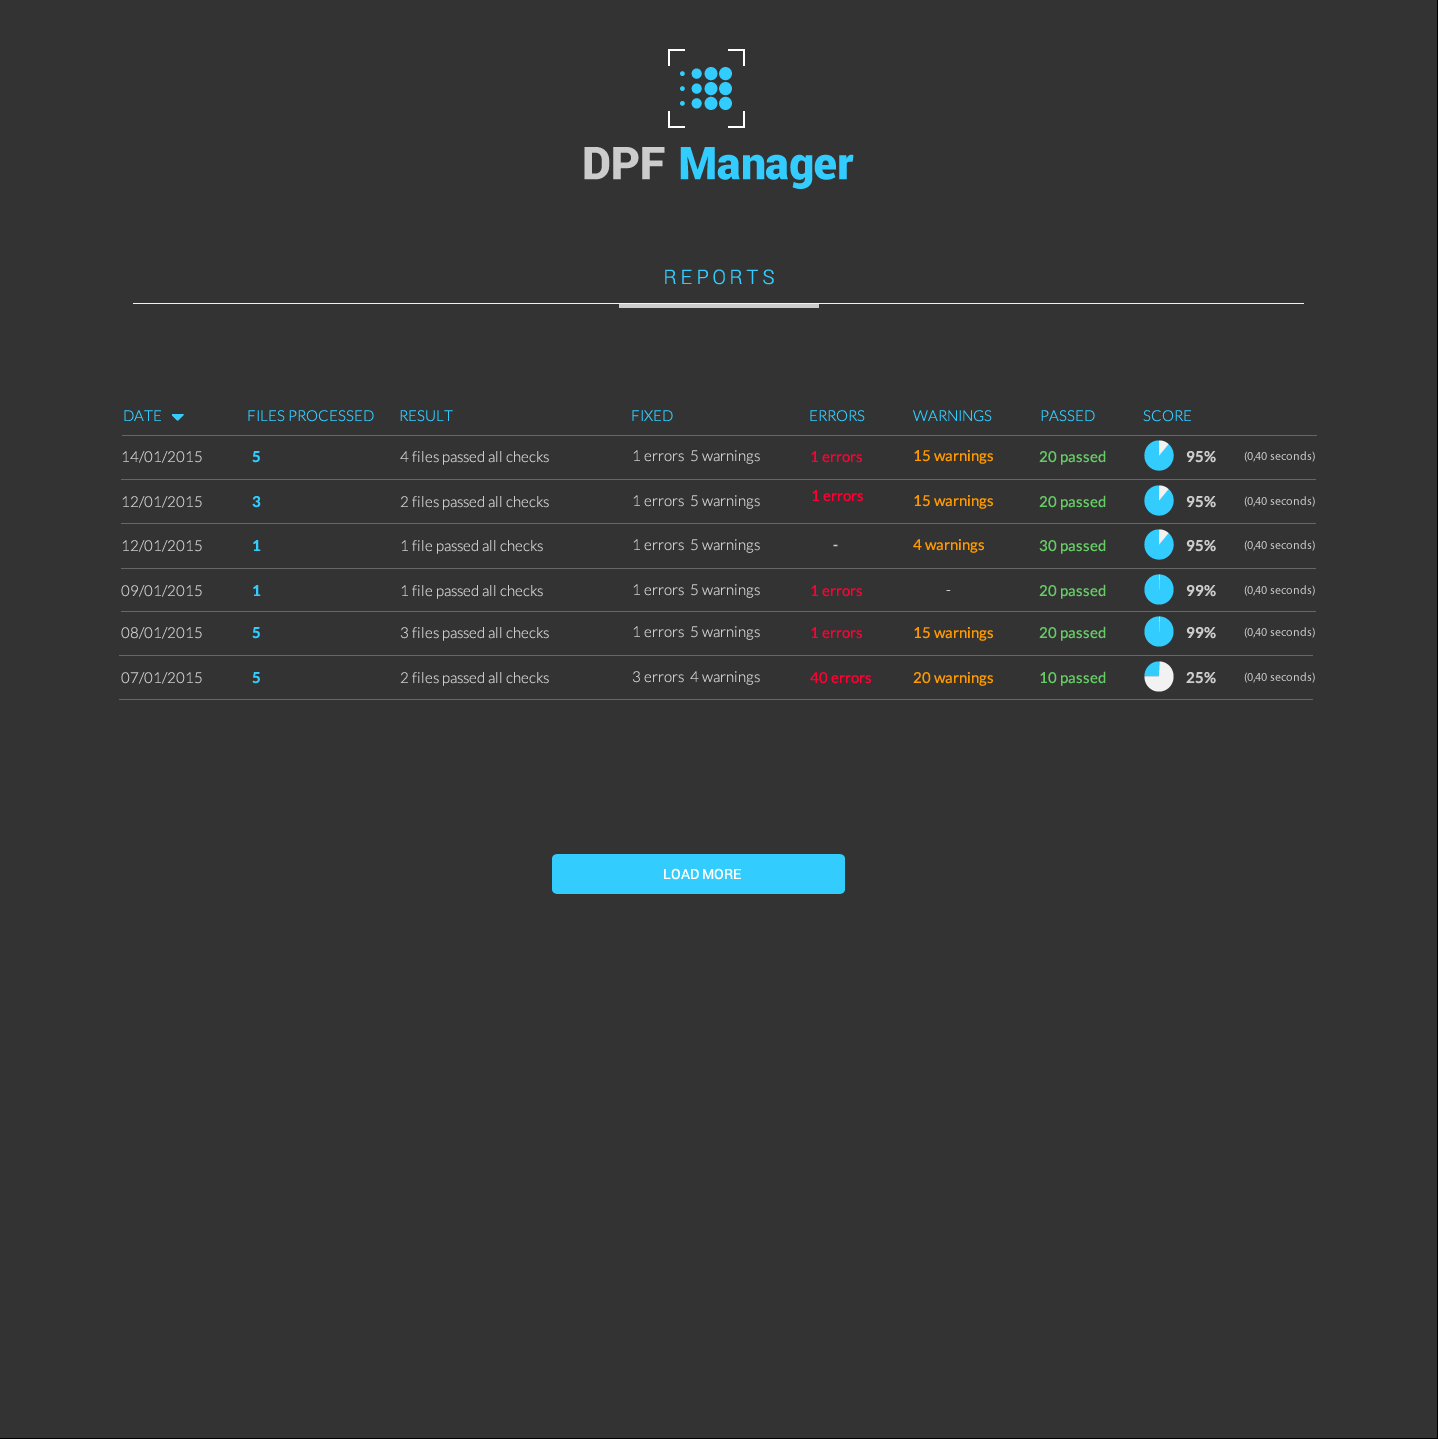 DPF Manager
REPORTS
DATE FILES PROCESSED RESULT FIXED ERRORS WARNINGS PASSED SCORE
14/01/2015 5 4 files passed all checks 1 errors 5 warnings 1 errors 15 warnings 20 passed 95% (0,40 seconds)
12/01/2015 3 2 files passed all checks 1 errors 5 warnings 1 errors 15 warnings 20 passed 95% (0,40 seconds)
12/01/2015 1 1 file passed all checks 1 errors 5 warnings - 4 warnings 30 passed 95% (0,40 seconds)
09/01/2015 1 1 file passed all checks 1 errors 5 warnings 1 errors - 20 passed 99% (0,40 seconds)
08/01/2015 5 3 files passed all checks 1 errors 5 warnings 1 errors 15 warnings 20 passed 99% (0,40 seconds)
07/01/2015 5 2 files passed all checks 3 errors 4 warnings 40 errors 20 warnings 10 passed 25% (0,40 seconds)
LOAD MORE